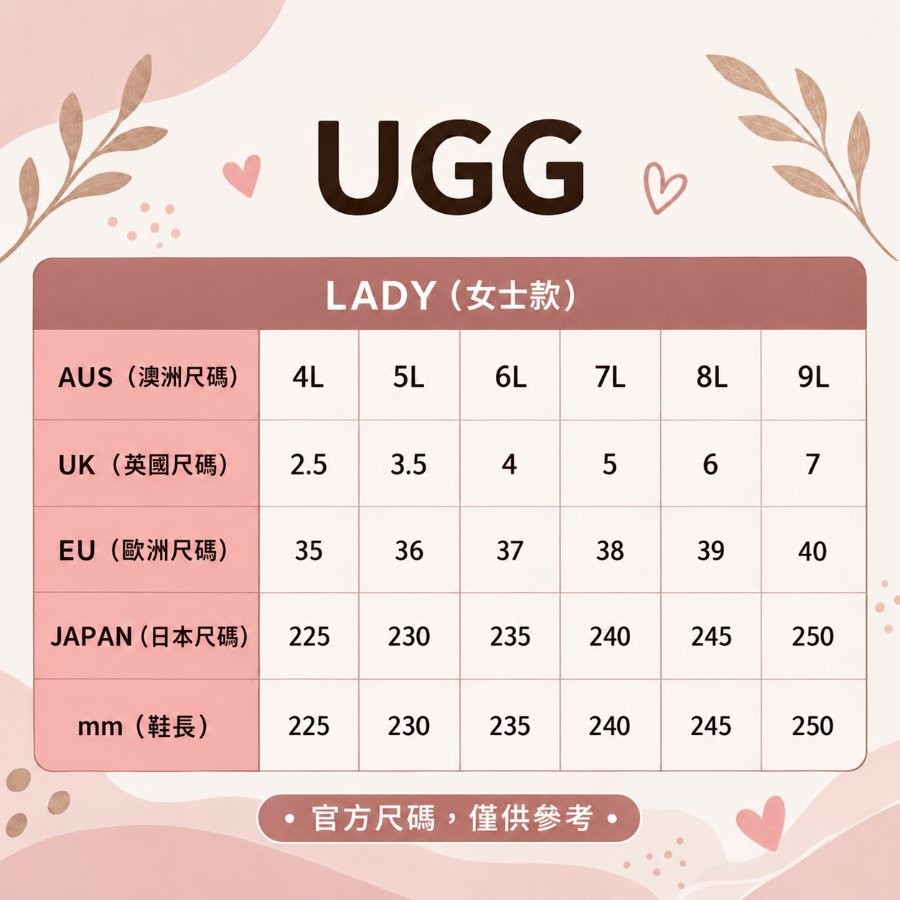 UGG
LADY（女士款）
AUS（澳洲尺碼） 4L 5L 6L 7L 8L 9L
UK（英國尺碼） 2.5 3.5 4 5 6 7
EU（歐洲尺碼） 35 36 37 38 39 40
JAPAN（日本尺碼） 225 230 235 240 245 250
mm（鞋長） 225 230 235 240 245 250
• 官方尺碼，僅供參考 •